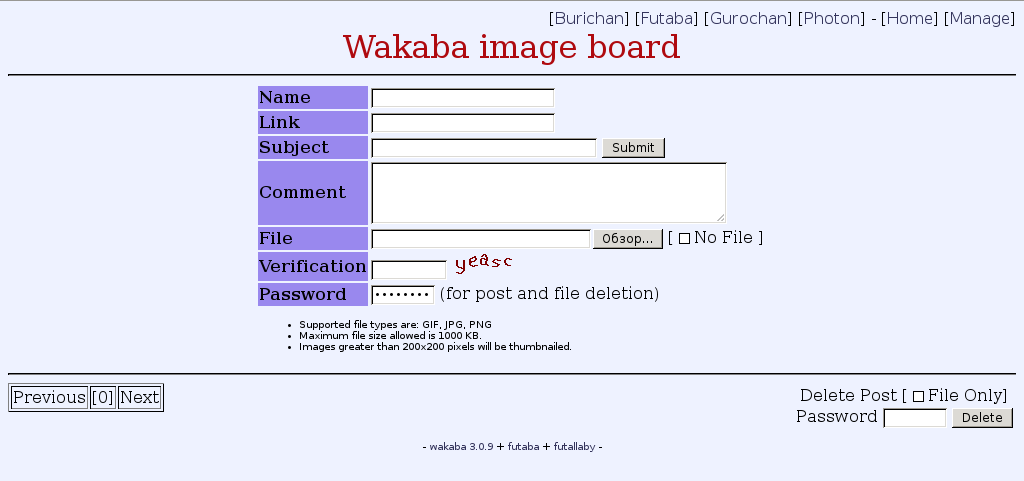 [Burichan] [Futaba] [Gurochan] [Photon] - [Home] [Manage]
Wakaba image board
Name
Link
Subject Submit
Comment
File Обзор... [ No File ]
Verification yeasc
Password •••••••• (for post and file deletion)
• Supported file types are: GIF, JPG, PNG
• Maximum file size allowed is 1000 KB.
• Images greater than 200x200 pixels will be thumbnailed.
Previous [0] Next
Delete Post [ File Only]
Password Delete
- wakaba 3.0.9 + futaba + futallaby -